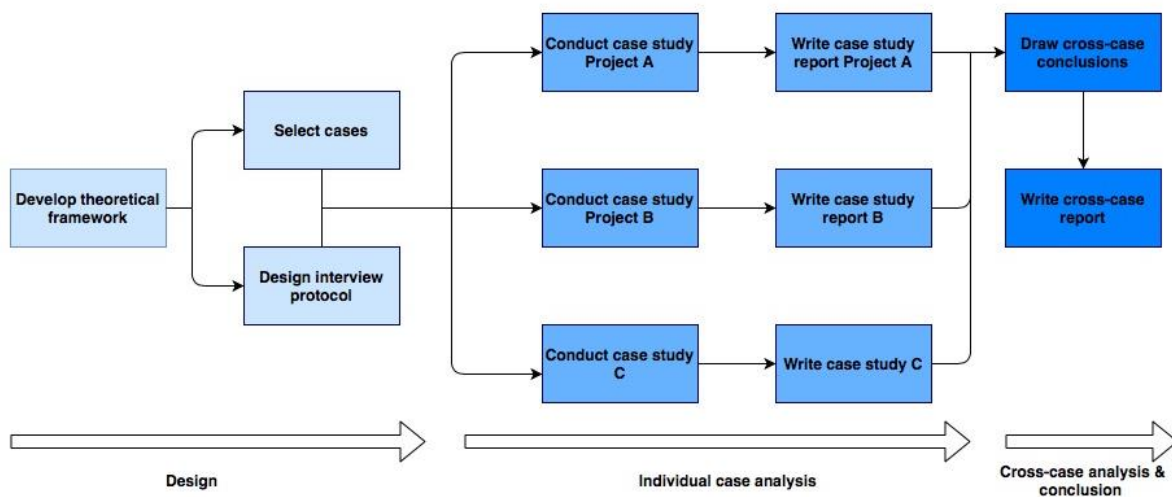 Develop theoretical
framework
Select cases
Design interview
protocol
Conduct case study
Project A
Write case study
report Project A
Conduct case study
Project B
Write case study
report B
Conduct case study
C
Write case study C
Draw cross-case
conclusions
Write cross-case
report
Design
Individual case analysis
Cross-case analysis &
conclusion